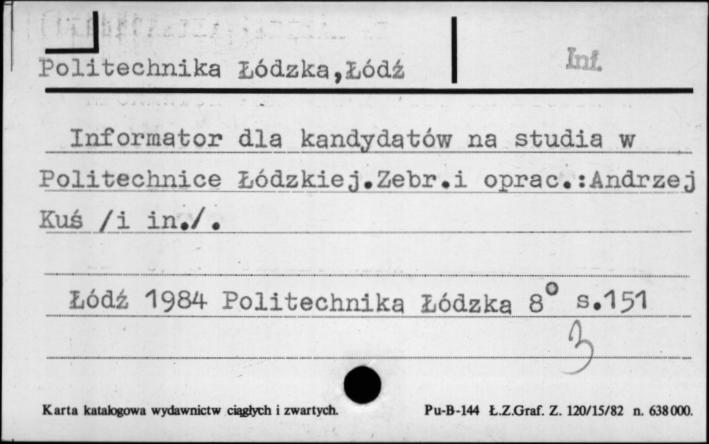 Politechnika Łódzka,Łódź
Inf.
Informator dla kandydatów na studia w
Politechnice Łódzkiej.Zebr.i oprac.:Andrzej
Kuś /i in./.
Łódź 1984 Politechnika Łódzka 8° s.151
3
Karta katalogowa wydawnictw ciągłych i zwartych.
Pu-B-144 Ł.Z.Graf. Z. 120/15/82 n. 638000.